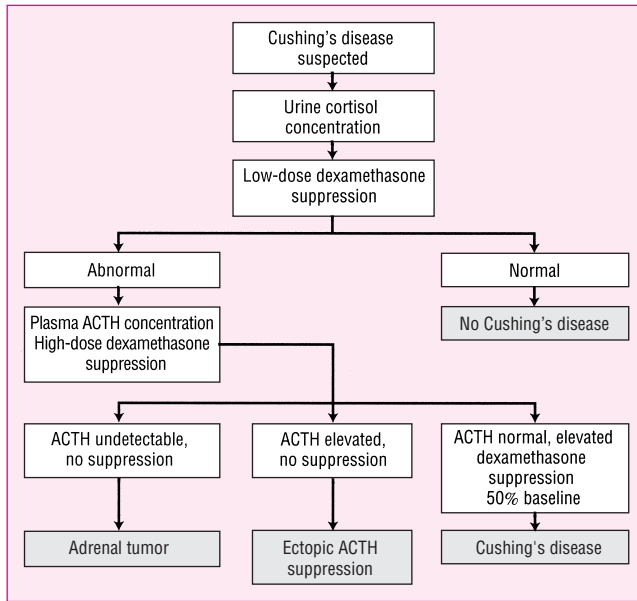 Cushing's disease
suspected
Urine cortisol
concentration
Low-dose dexamethasone
suppression
Abnormal
Normal
Plasma ACTH concentration
High-dose dexamethasone
suppression
No Cushing's disease
ACTH undetectable,
no suppression
ACTH elevated,
no suppression
ACTH normal, elevated
dexamethasone
suppression
50% baseline
Adrenal tumor
Ectopic ACTH
suppression
Cushing's disease